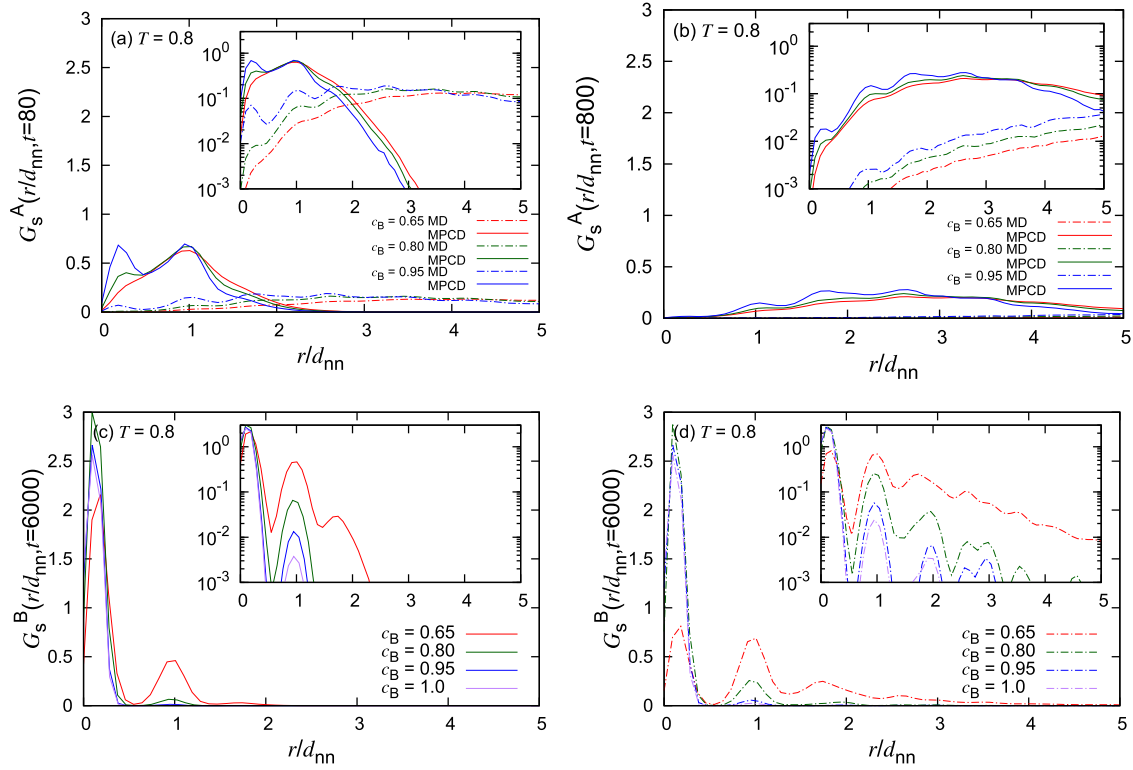 (a) T = 0.8
G_s^A(r/d_nn,t=80)
3
2.5
2
1.5
1
0.5
0
10^0
10^-1
10^-2
10^-3
0 1 2 3 4 5
c_B = 0.65 MD
MPCD
c_B = 0.80 MD
MPCD
c_B = 0.95 MD
MPCD
0 1 2 3 4 5
r/d_nn
(b) T = 0.8
G_s^A(r/d_nn,t=800)
3
2.5
2
1.5
1
0.5
0
10^0
10^-1
10^-2
10^-3
0 1 2 3 4 5
c_B = 0.65 MD
MPCD
c_B = 0.80 MD
MPCD
c_B = 0.95 MD
MPCD
0 1 2 3 4 5
r/d_nn
(c) T = 0.8
G_s^B(r/d_nn,t=6000)
3
2.5
2
1.5
1
0.5
0
10^0
10^-1
10^-2
10^-3
0 1 2 3 4 5
c_B = 0.65
c_B = 0.80
c_B = 0.95
c_B = 1.0
0 1 2 3 4 5
r/d_nn
(d) T = 0.8
G_s^B(r/d_nn,t=6000)
3
2.5
2
1.5
1
0.5
0
10^0
10^-1
10^-2
10^-3
0 1 2 3 4 5
c_B = 0.65
c_B = 0.80
c_B = 0.95
c_B = 1.0
0 1 2 3 4 5
r/d_nn